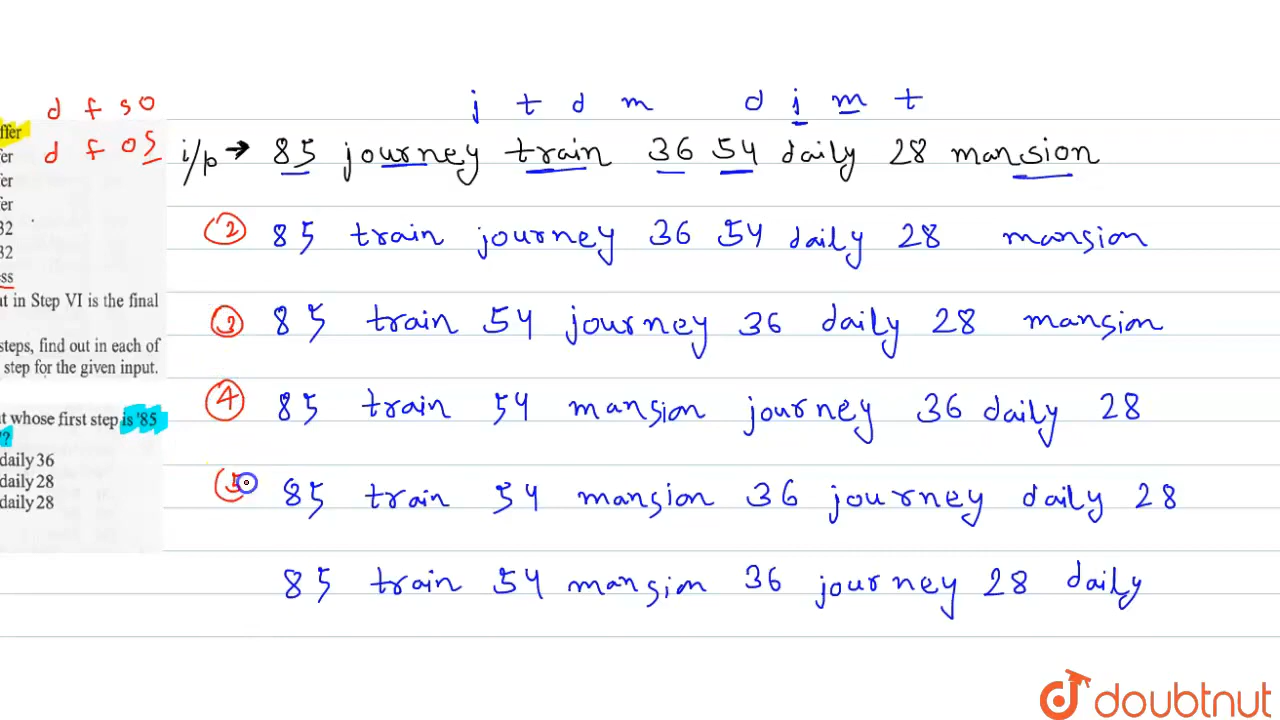 d f s o
j t d m d j m t
ffer
fer
d f o s
i/p → 85 journey train 36 54 daily 28 mansion
fer
fer
32
② 85 train journey 36 54 daily 28 mansion
32
ess
at in Step VI is the final
③ 85 train 54 journey 36 daily 28 mansion
steps, find out in each of
step for the given input.
④ 85 train 54 mansion journey 36 daily 28
t whose first step is '85
'?
daily 36
daily 28
daily 28
⑤ 85 train 54 mansion 36 journey daily 28
85 train 54 mansion 36 journey 28 daily
doubtnut